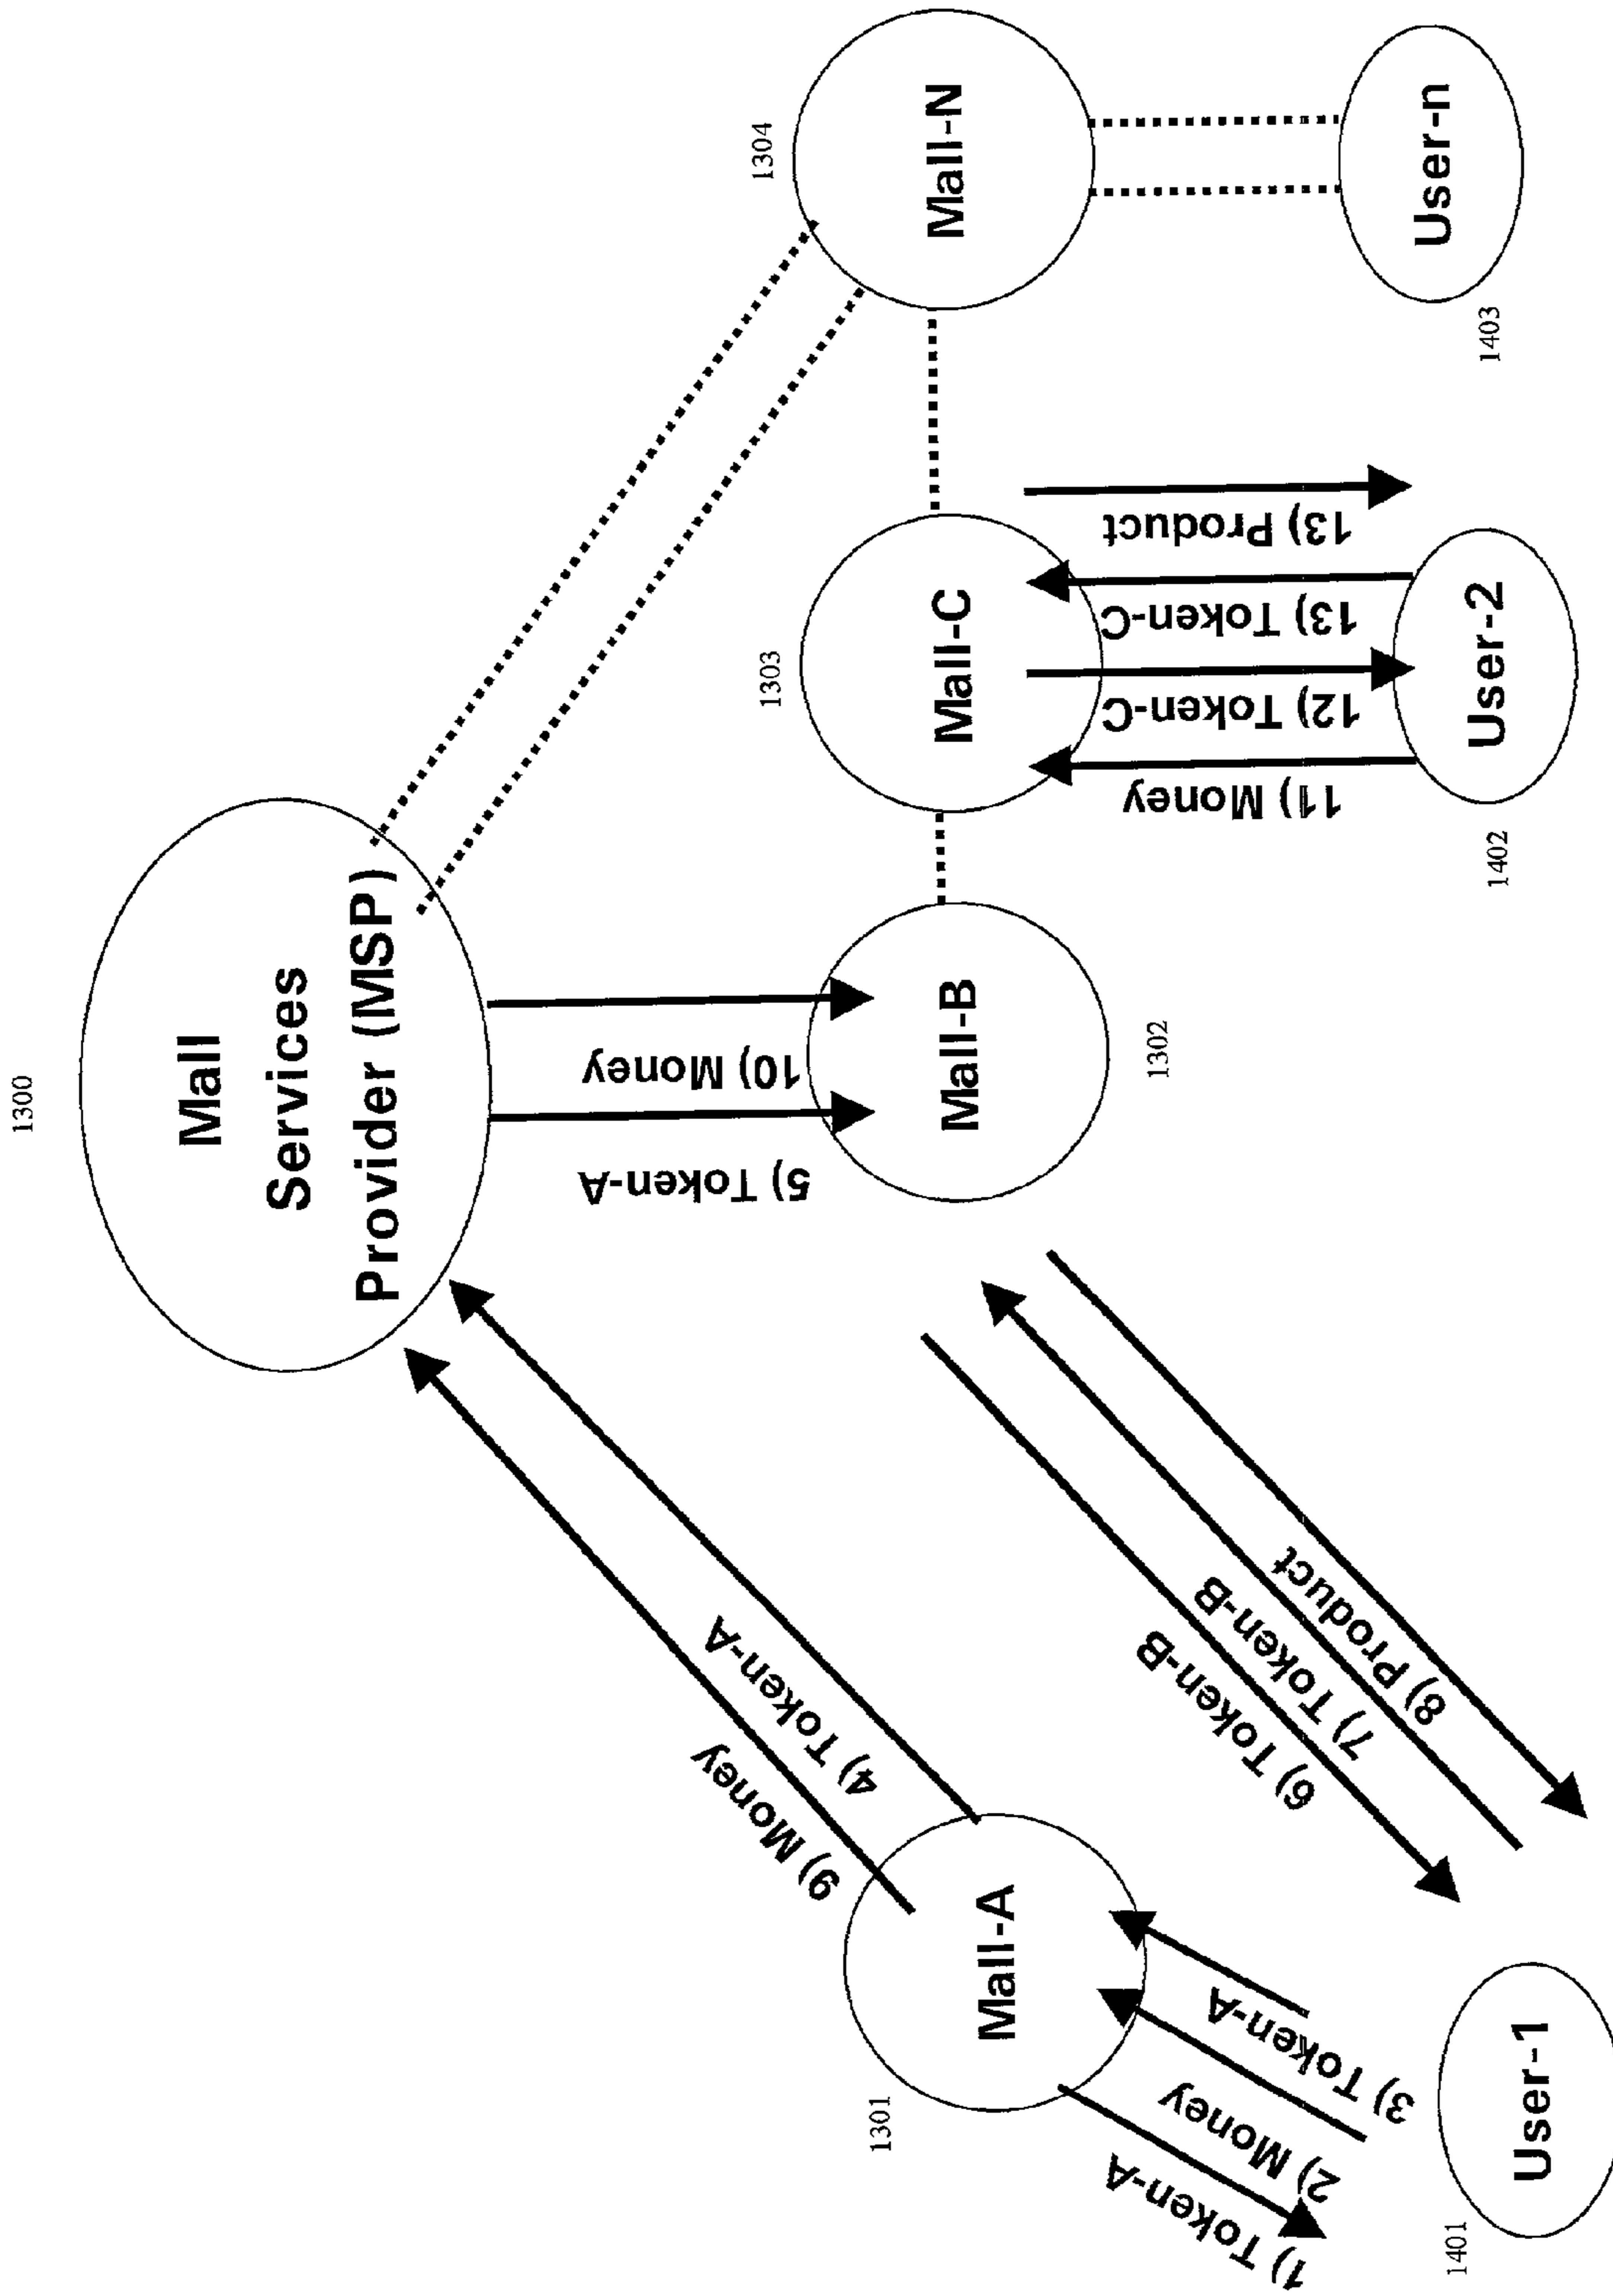 1300
Mall
Services
Provider (MSP)
9) Money
4) Token-A
5) Token-A
10) Money
1301
Mall-A
Mall-B
1302
1303
Mall-C
1304
Mall-N
1) Token-A
2) Money
3) Token-A
6) Token-B
7) Token-B
8) Product
11) Money
12) Token-C
13) Token-C
13) Product
1401
User-1
1402
User-2
1403
User-n